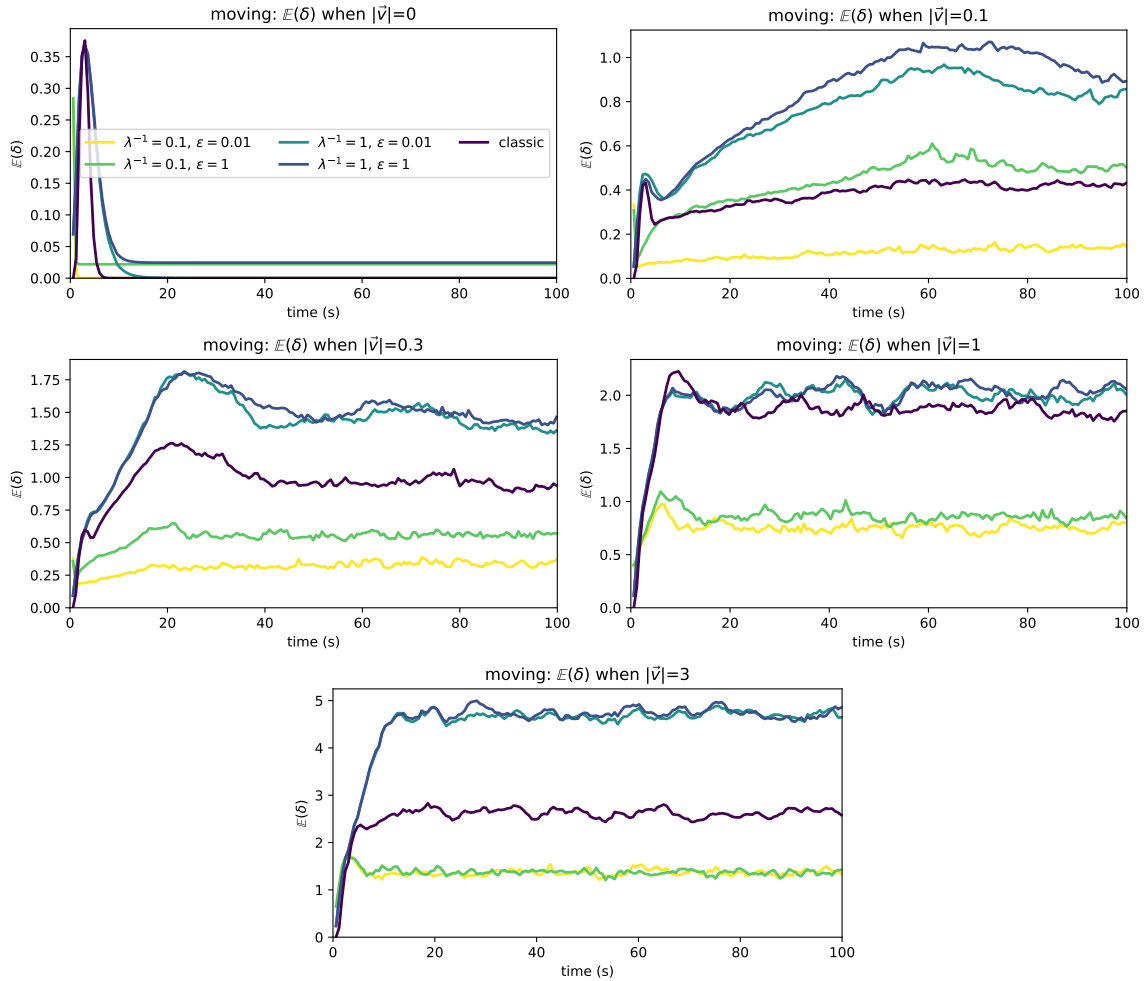 moving: 𝔼(δ) when |v⃗|=0
moving: 𝔼(δ) when |v⃗|=0.1
𝔼(δ)
0.35
0.30
0.25
0.20
0.15
0.10
0.05
0.00
λ⁻¹ = 0.1, ε = 0.01
λ⁻¹ = 0.1, ε = 1
λ⁻¹ = 1, ε = 0.01
λ⁻¹ = 1, ε = 1
classic
0 20 40 60 80 100
time (s)
𝔼(δ)
1.0
0.8
0.6
0.4
0.2
0.0
0 20 40 60 80 100
time (s)
moving: 𝔼(δ) when |v⃗|=0.3
𝔼(δ)
1.75
1.50
1.25
1.00
0.75
0.50
0.25
0.00
0 20 40 60 80 100
time (s)
moving: 𝔼(δ) when |v⃗|=1
𝔼(δ)
2.0
1.5
1.0
0.5
0.0
0 20 40 60 80 100
time (s)
moving: 𝔼(δ) when |v⃗|=3
𝔼(δ)
5
4
3
2
1
0
0 20 40 60 80 100
time (s)